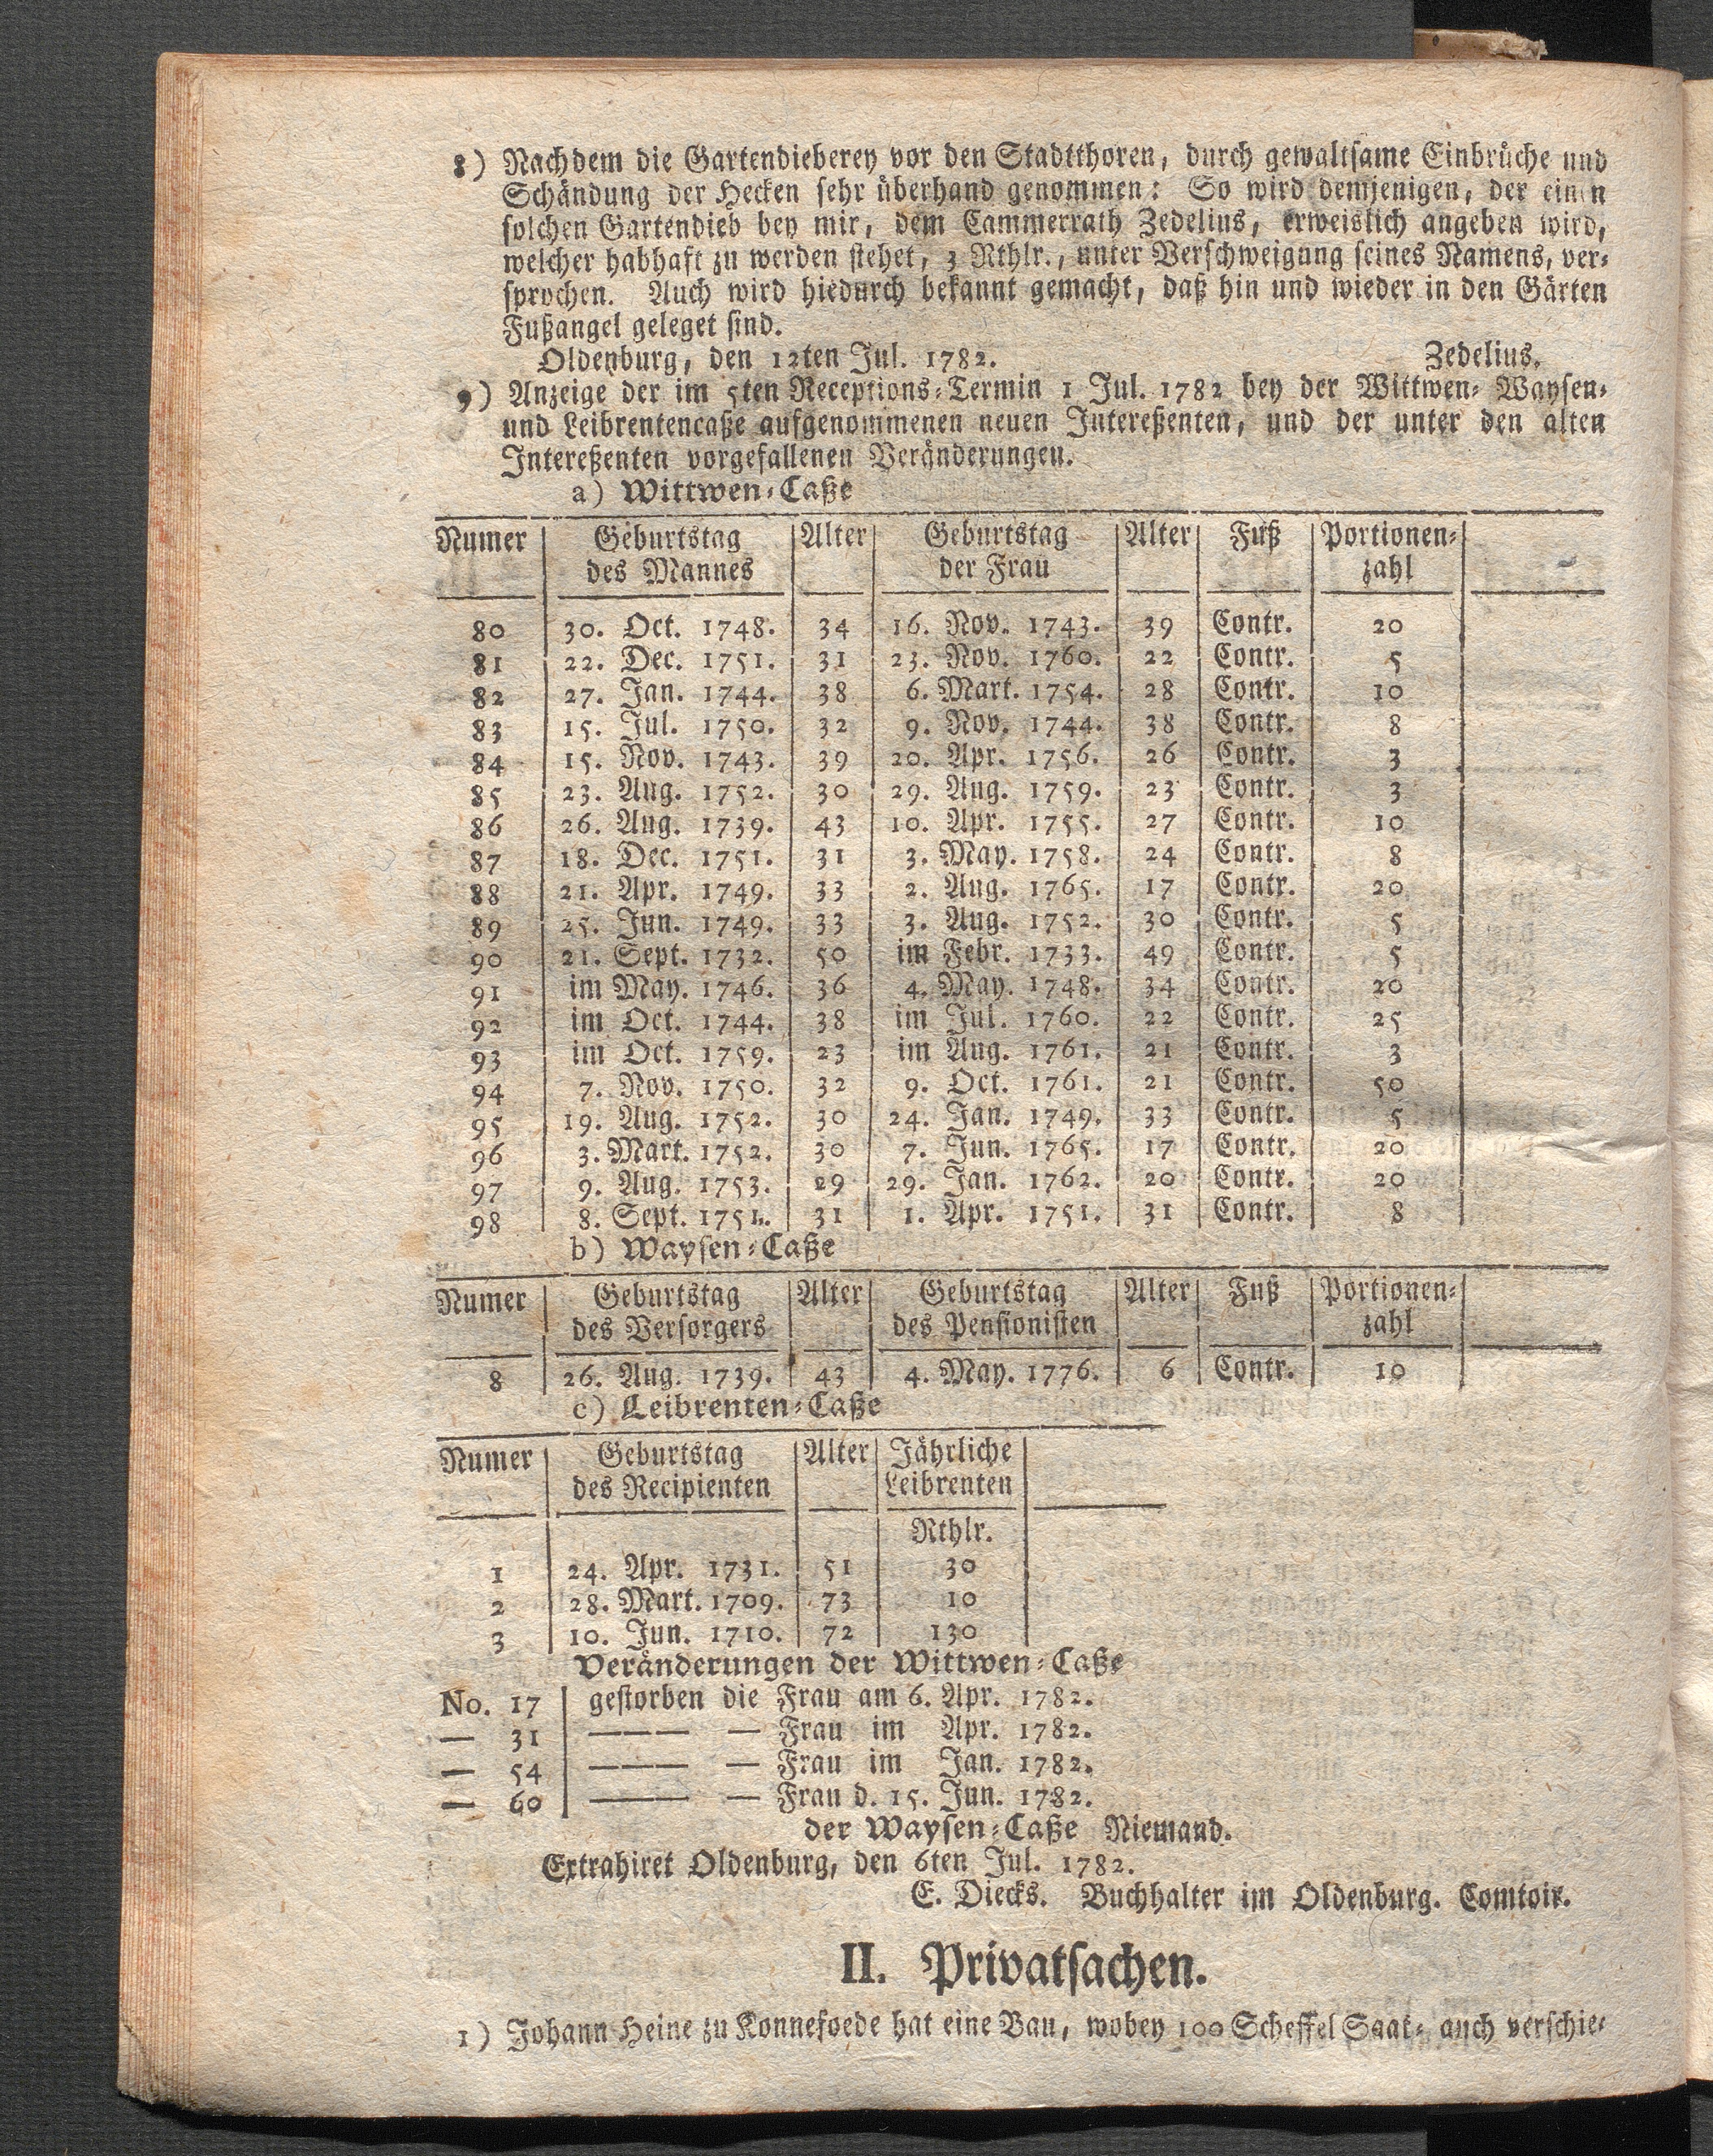 8) Nachdem die Gartendieberey vor den Stadtthoren, durch gewaltsame Einbrüche und
Schändung der Hecken sehr überhand genommen: So wird demjenigen, der einen
solchen Gartendieb bey mir, dem Cammerrath Zedelius, erweislich angeben wird,
welcher habhaft zu werden stehet, 3 Rthlr., unter Verschweigung seines Namens, ver-
sprochen. Auch wird hiedurch bekannt gemacht, daß hin und wieder in den Gärten
Fußangel geleget sind.
Oldenburg, den 12ten Jul. 1782. Zedelius.
9) Anzeige der im 5ten Receptions-Termin 1 Jul. 1782 bey der Wittwen- Waysen-
und Leibrentencaße aufgenommenen neuen Intereßenten, und der unter den alten
Intereßenten vorgefallenen Veränderungen.
a) Wittwen-Caße
Numer | Geburtstag | Alter | Geburtstag | Alter | Fuß | Portionen-
des Mannes | der Frau | zahl
80 | 30. Oct. 1748. | 34 | 16. Nov. 1743. | 39 | Contr. | 20
81 | 22. Dec. 1751. | 31 | 23. Nov. 1760. | 22 | Contr. | 5
82 | 27. Jan. 1744. | 38 | 6. Mart. 1754. | 28 | Contr. | 10
83 | 15. Jul. 1750. | 32 | 9. Nov. 1744. | 38 | Contr. | 8
84 | 15. Nov. 1743. | 39 | 20. Apr. 1756. | 26 | Contr. | 3
85 | 23. Aug. 1752. | 30 | 29. Aug. 1759. | 23 | Contr. | 3
86 | 26. Aug. 1739. | 43 | 10. Apr. 1755. | 27 | Contr. | 10
87 | 18. Dec. 1751. | 31 | 3. May. 1758. | 24 | Contr. | 8
88 | 21. Apr. 1749. | 33 | 2. Aug. 1765. | 17 | Contr. | 20
89 | 25. Jun. 1749. | 33 | 3. Aug. 1752. | 30 | Contr. | 5
90 | 21. Sept. 1732. | 50 | im Febr. 1733. | 49 | Contr. | 5
91 | im May. 1746. | 36 | 4. May. 1748. | 34 | Contr. | 20
92 | im Oct. 1744. | 38 | im Jul. 1760. | 22 | Contr. | 25
93 | im Oct. 1759. | 23 | im Aug. 1761. | 21 | Contr. | 3
94 | 7. Nov. 1750. | 32 | 9. Oct. 1761. | 21 | Contr. | 50
95 | 19. Aug. 1752. | 30 | 24. Jan. 1749. | 33 | Contr. | 5
96 | 3. Mart. 1752. | 30 | 7. Jun. 1765. | 17 | Contr. | 20
97 | 9. Aug. 1753. | 29 | 29. Jan. 1762. | 20 | Contr. | 20
98 | 8. Sept. 1751. | 31 | 1. Apr. 1751. | 31 | Contr. | 8
b) Waysen-Caße
Numer | Geburtstag | Alter | Geburtstag | Alter | Fuß | Portionen-
des Versorgers | des Pensionisten | zahl
8 | 26. Aug. 1739. | 43 | 4. May. 1776. | 6 | Contr. | 10
c) Leibrenten-Caße
Numer | Geburtstag | Alter | Jährliche
des Recipienten | Leibrenten
Rthlr.
1 | 24. Apr. 1731. | 51 | 30
2 | 28. Mart. 1709. | 73 | 10
3 | 10. Jun. 1710. | 72 | 130
Veränderungen der Wittwen-Caße
No. 17 | gestorben die Frau am 6. Apr. 1782.
— 31 | ——— — Frau im Apr. 1782.
— 54 | ——— — Frau im Jan. 1782.
— 60 | ——— — Frau d. 15. Jun. 1782.
der Waysen-Caße Niemand.
Extrahiret Oldenburg, den 6ten Jul. 1782.
E. Diecks. Buchhalter im Oldenburg. Comtoir.
II. Privatsachen.
1) Johann Heine zu Konnefoede hat eine Bau, wobey 100 Scheffel Saat- auch verschie-